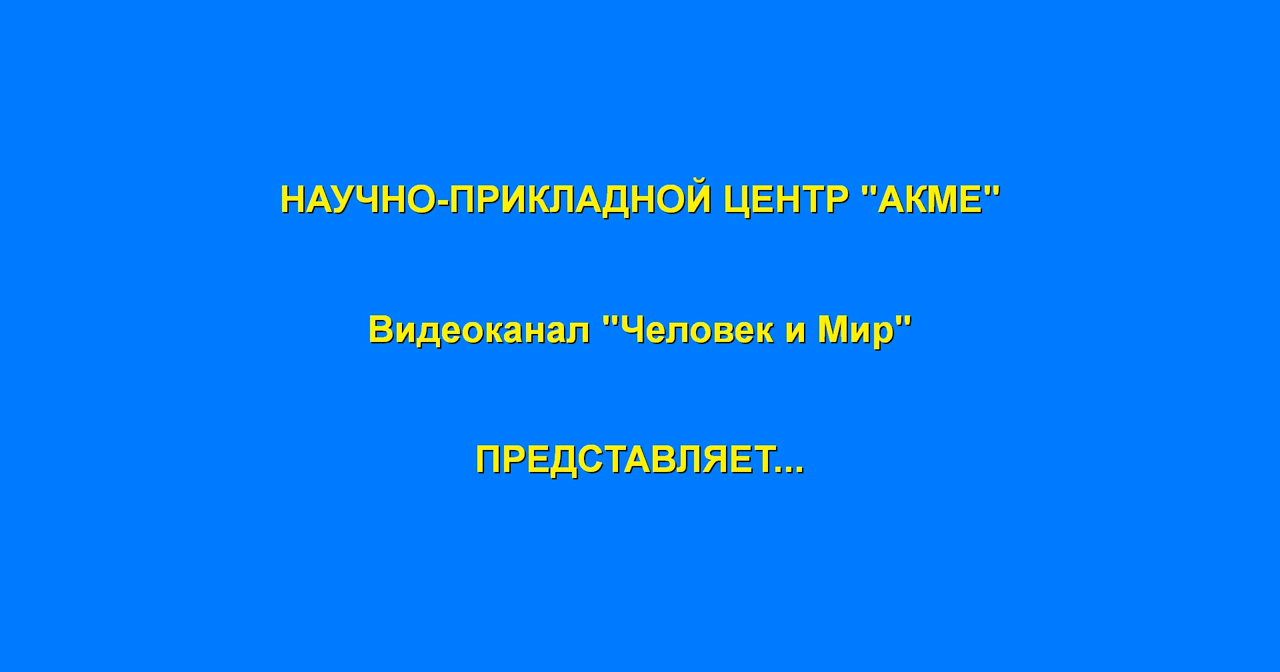 НАУЧНО-ПРИКЛАДНОЙ ЦЕНТР "АКМЕ"
Видеоканал "Человек и Мир"
ПРЕДСТАВЛЯЕТ...